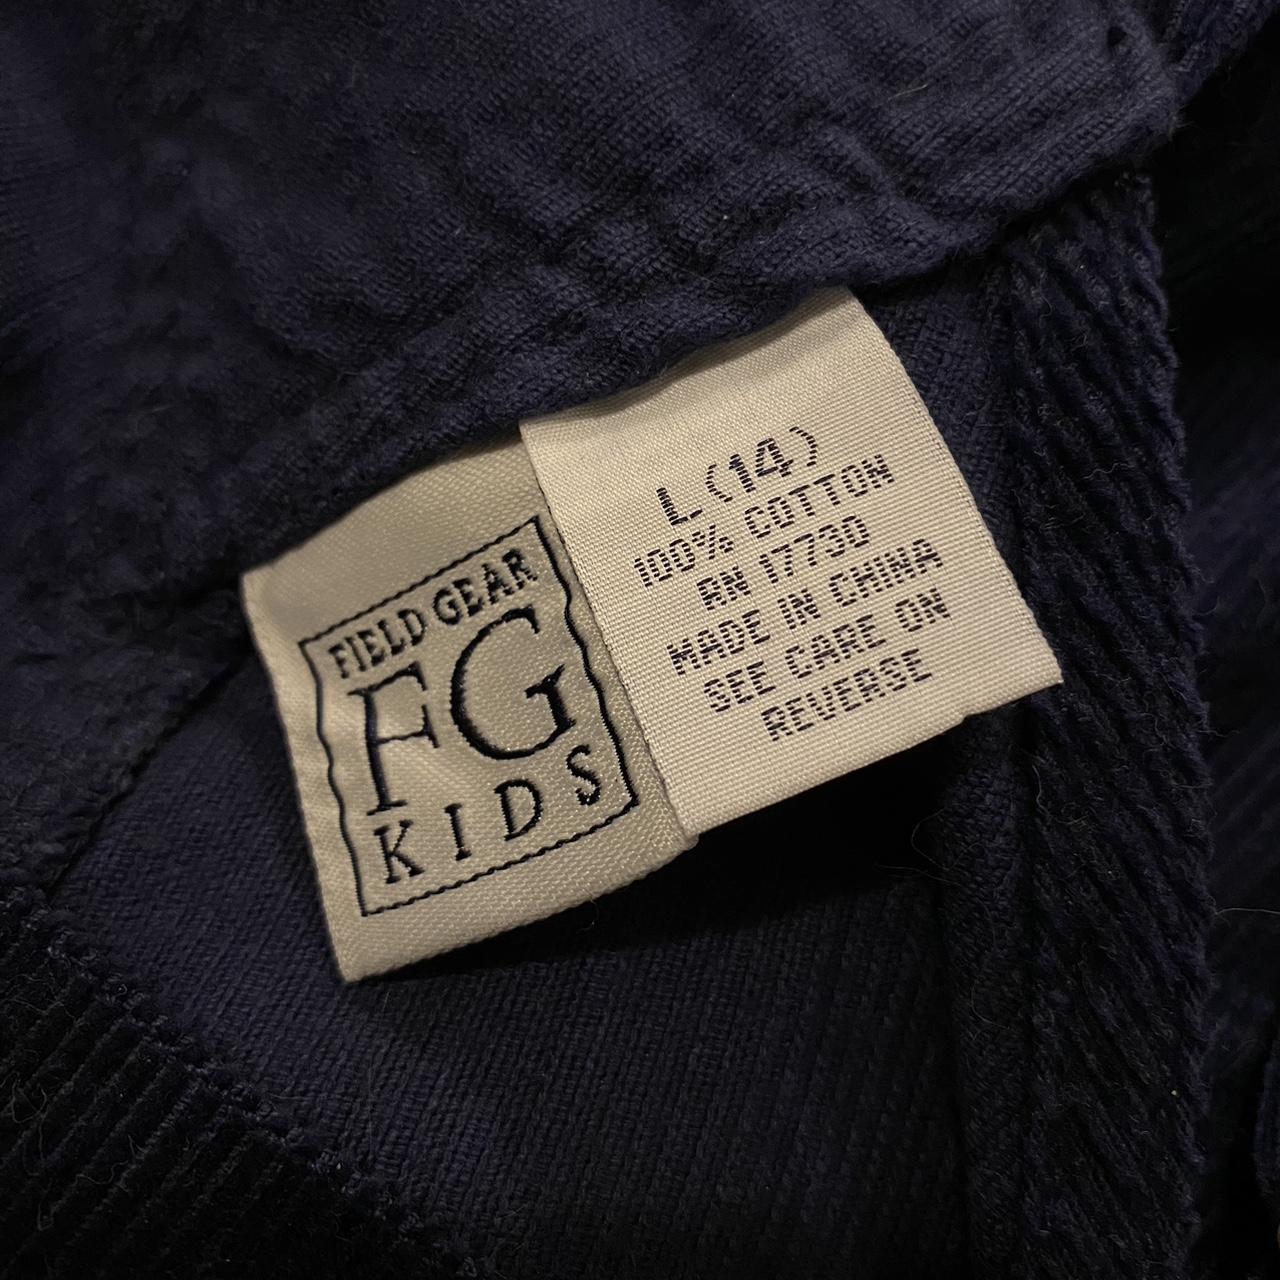 FIELD GEAR
FG
KIDS
L (14)
100% COTTON
RN 17730
MADE IN CHINA
SEE CARE ON
REVERSE